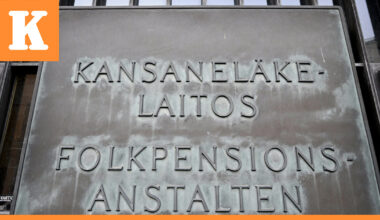 K
KANSANELÄKE-
LAITOS
FOLKPENSIONS-
ANSTALTEN